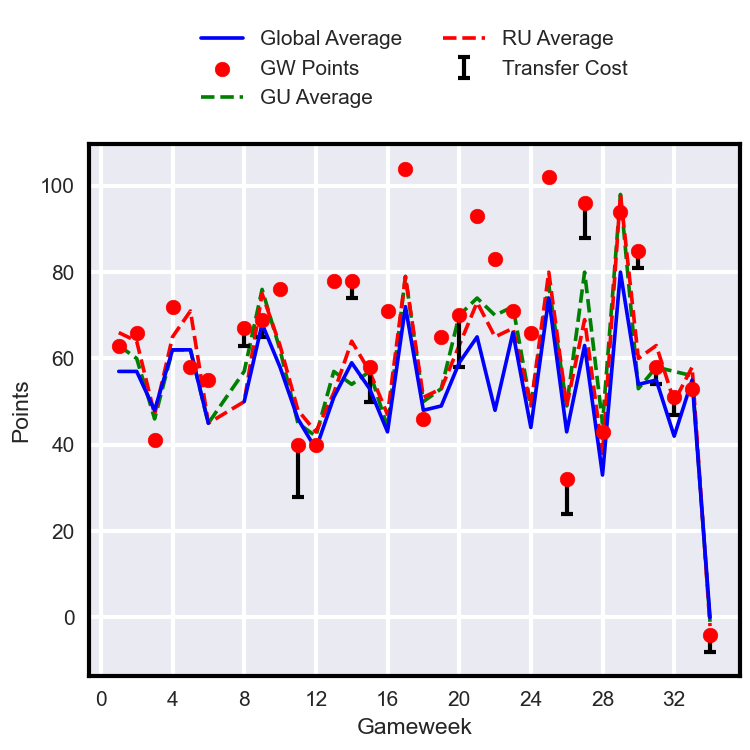 Global Average
GW Points
GU Average
RU Average
Transfer Cost
Points
100
80
60
40
20
0
0 4 8 12 16 20 24 28 32
Gameweek